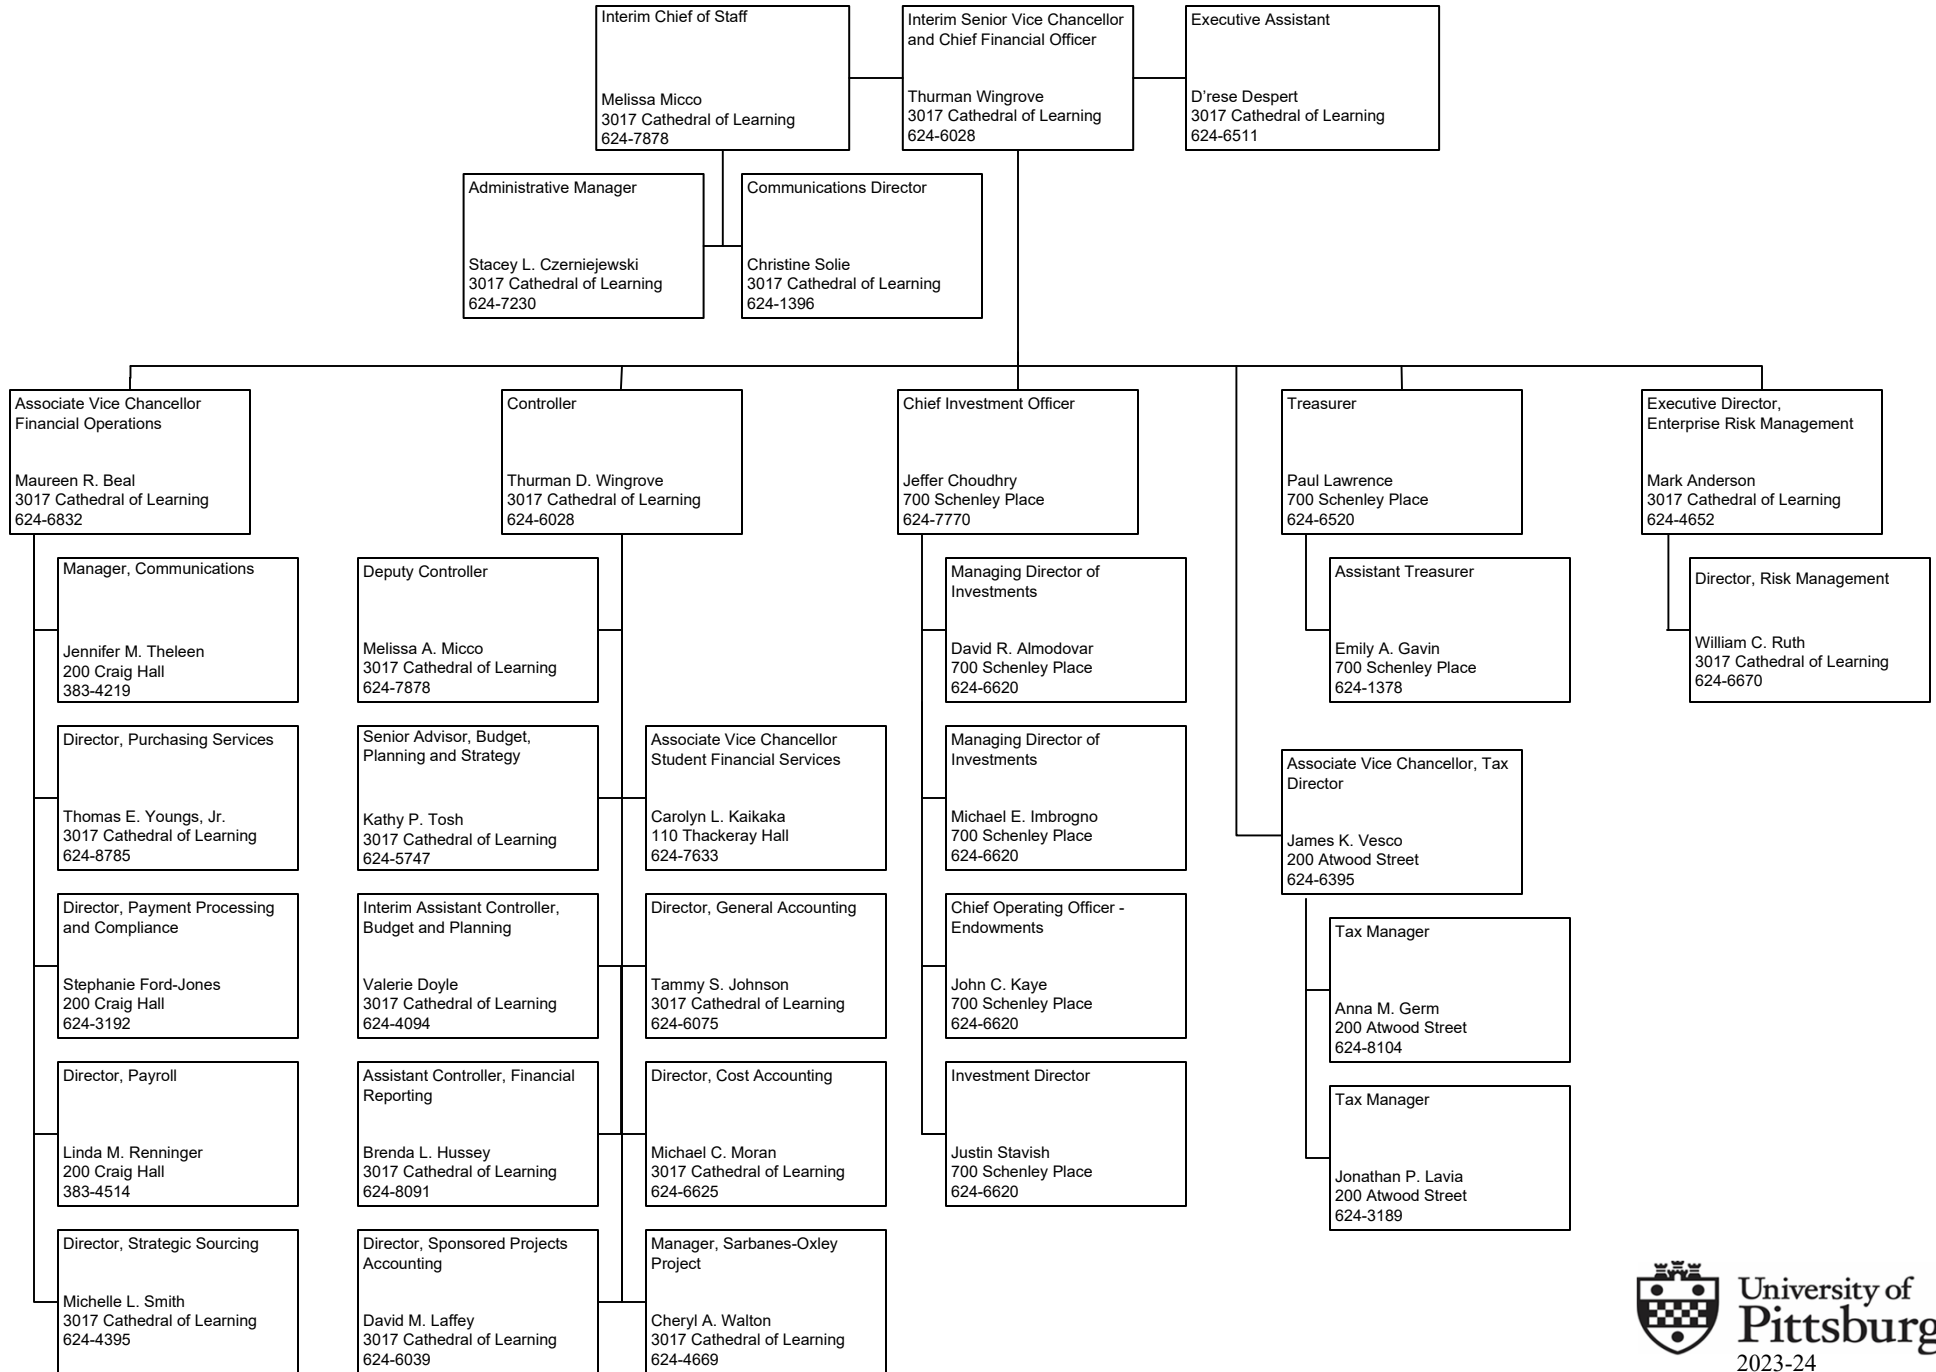 Interim Chief of Staff
Melissa Micco
3017 Cathedral of Learning
624-7878
Interim Senior Vice Chancellor
and Chief Financial Officer
Thurman Wingrove
3017 Cathedral of Learning
624-6028
Executive Assistant
D'rese Despert
3017 Cathedral of Learning
624-6511
Administrative Manager
Stacey L. Czerniejewski
3017 Cathedral of Learning
624-7230
Communications Director
Christine Solie
3017 Cathedral of Learning
624-1396
Associate Vice Chancellor
Financial Operations
Maureen R. Beal
3017 Cathedral of Learning
624-6832
Manager, Communications
Jennifer M. Theleen
200 Craig Hall
383-4219
Director, Purchasing Services
Thomas E. Youngs, Jr.
3017 Cathedral of Learning
624-8785
Director, Payment Processing
and Compliance
Stephanie Ford-Jones
200 Craig Hall
624-3192
Director, Payroll
Linda M. Renninger
200 Craig Hall
383-4514
Director, Strategic Sourcing
Michelle L. Smith
3017 Cathedral of Learning
624-4395
Controller
Thurman D. Wingrove
3017 Cathedral of Learning
624-6028
Deputy Controller
Melissa A. Micco
3017 Cathedral of Learning
624-7878
Senior Advisor, Budget,
Planning and Strategy
Kathy P. Tosh
3017 Cathedral of Learning
624-5747
Associate Vice Chancellor
Student Financial Services
Carolyn L. Kaikaka
110 Thackeray Hall
624-7633
Interim Assistant Controller,
Budget and Planning
Valerie Doyle
3017 Cathedral of Learning
624-4094
Director, General Accounting
Tammy S. Johnson
3017 Cathedral of Learning
624-6075
Assistant Controller, Financial
Reporting
Brenda L. Hussey
3017 Cathedral of Learning
624-8091
Director, Cost Accounting
Michael C. Moran
3017 Cathedral of Learning
624-6625
Director, Sponsored Projects
Accounting
David M. Laffey
3017 Cathedral of Learning
624-6039
Manager, Sarbanes-Oxley
Project
Cheryl A. Walton
3017 Cathedral of Learning
624-4669
Chief Investment Officer
Jeffer Choudhry
700 Schenley Place
624-7770
Managing Director of
Investments
David R. Almodovar
700 Schenley Place
624-6620
Managing Director of
Investments
Michael E. Imbrogno
700 Schenley Place
624-6620
Chief Operating Officer -
Endowments
John C. Kaye
700 Schenley Place
624-6620
Investment Director
Justin Stavish
700 Schenley Place
624-6620
Treasurer
Paul Lawrence
700 Schenley Place
624-6520
Assistant Treasurer
Emily A. Gavin
700 Schenley Place
624-1378
Associate Vice Chancellor, Tax
Director
James K. Vesco
200 Atwood Street
624-6395
Tax Manager
Anna M. Germ
200 Atwood Street
624-8104
Tax Manager
Jonathan P. Lavia
200 Atwood Street
624-3189
Executive Director,
Enterprise Risk Management
Mark Anderson
3017 Cathedral of Learning
624-4652
Director, Risk Management
William C. Ruth
3017 Cathedral of Learning
624-6670
University of
Pittsburg
2023-24